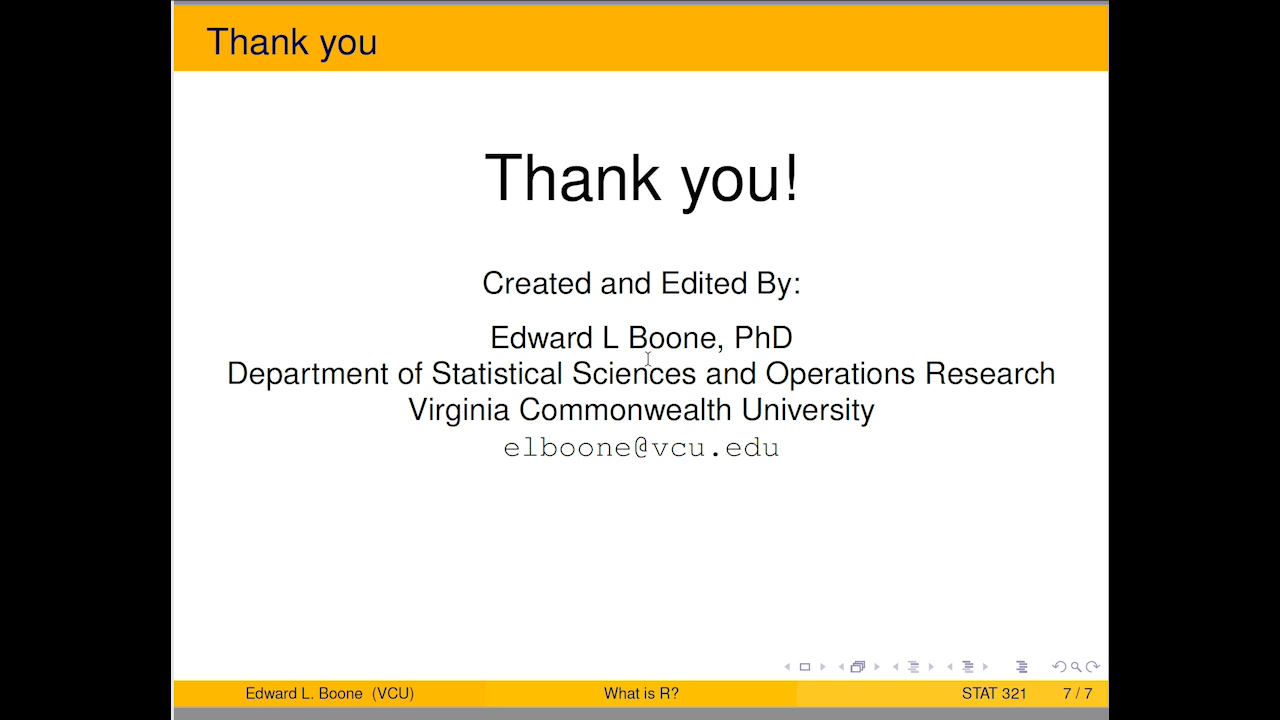 Thank you
Thank you!
Created and Edited By:
Edward L Boone, PhD
Department of Statistical Sciences and Operations Research
Virginia Commonwealth University
elboone@vcu.edu
Edward L. Boone (VCU) What is R? STAT 321 7 / 7